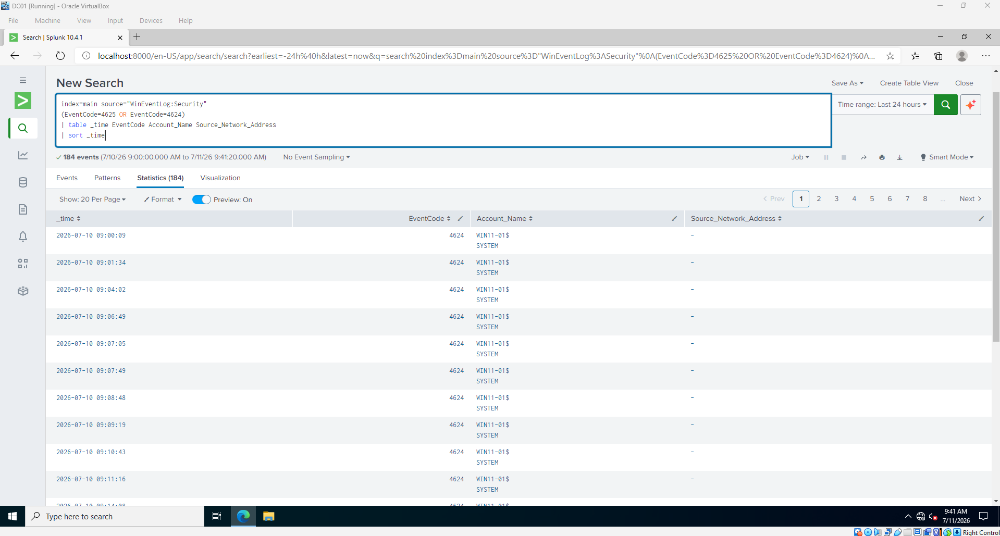 DC01 [Running] - Oracle VirtualBox
File Machine View Input Devices Help
Search | Splunk 10.4.1
localhost:8000/en-US/app/search/search?earliest=-24h%40h&latest=now&q=search%20index%3Dmain%20source%3D"WinEventLog%3ASecurity"%0A(EventCode%3D4625%20OR%20EventCode%3D4624)%0A...
New Search
Save As Create Table View Close
index=main source="WinEventLog:Security"
(EventCode=4625 OR EventCode=4624)
| table _time EventCode Account_Name Source_Network_Address
| sort _time
Time range: Last 24 hours
184 events (7/10/26 9:00:00.000 AM to 7/11/26 9:41:20.000 AM) No Event Sampling
Job Smart Mode
Events Patterns Statistics (184) Visualization
Show: 20 Per Page Format Preview: On
< Prev 1 2 3 4 5 6 7 8 ... Next >
_time EventCode Account_Name Source_Network_Address
2026-07-10 09:00:09 4624 WIN11-01$ -
SYSTEM
2026-07-10 09:01:34 4624 WIN11-01$ -
SYSTEM
2026-07-10 09:04:02 4624 WIN11-01$ -
SYSTEM
2026-07-10 09:06:49 4624 WIN11-01$ -
SYSTEM
2026-07-10 09:07:05 4624 WIN11-01$ -
SYSTEM
2026-07-10 09:07:49 4624 WIN11-01$ -
SYSTEM
2026-07-10 09:08:48 4624 WIN11-01$ -
SYSTEM
2026-07-10 09:09:19 4624 WIN11-01$ -
SYSTEM
2026-07-10 09:10:43 4624 WIN11-01$ -
SYSTEM
2026-07-10 09:11:16 4624 WIN11-01$ -
SYSTEM
2026-07-10 09:14:08 4624 WIN11-01$
Type here to search
9:41 AM
7/11/2026
Right Control